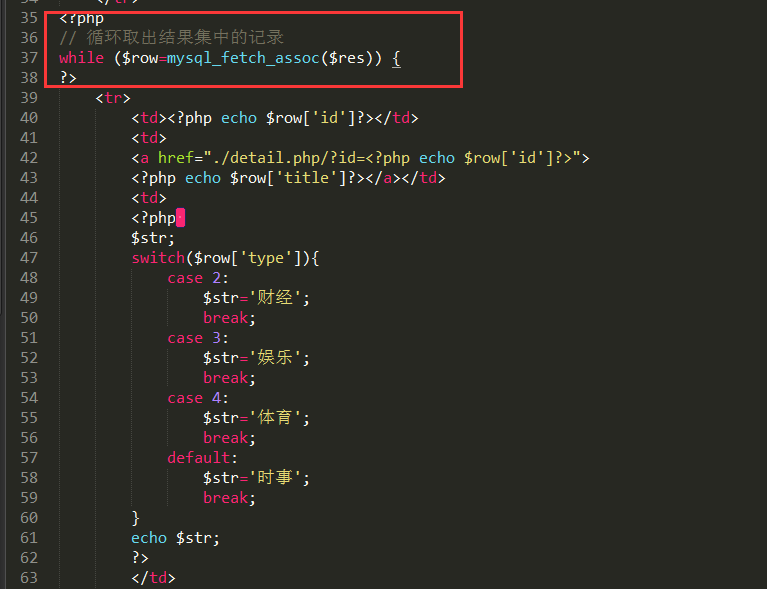 34 </tr>
35 <?php
36 // 循环取出结果集中的记录
37 while ($row=mysql_fetch_assoc($res)) {
38 ?>
39 <tr>
40 <td><?php echo $row['id']?></td>
41 <td>
42 <a href="./detail.php/?id=<?php echo $row['id']?>">
43 <?php echo $row['title']?></a></td>
44 <td>
45 <?php
46 $str;
47 switch($row['type']){
48 case 2:
49 $str='财经';
50 break;
51 case 3:
52 $str='娱乐';
53 break;
54 case 4:
55 $str='体育';
56 break;
57 default:
58 $str='时事';
59 break;
60 }
61 echo $str;
62 ?>
63 </td>